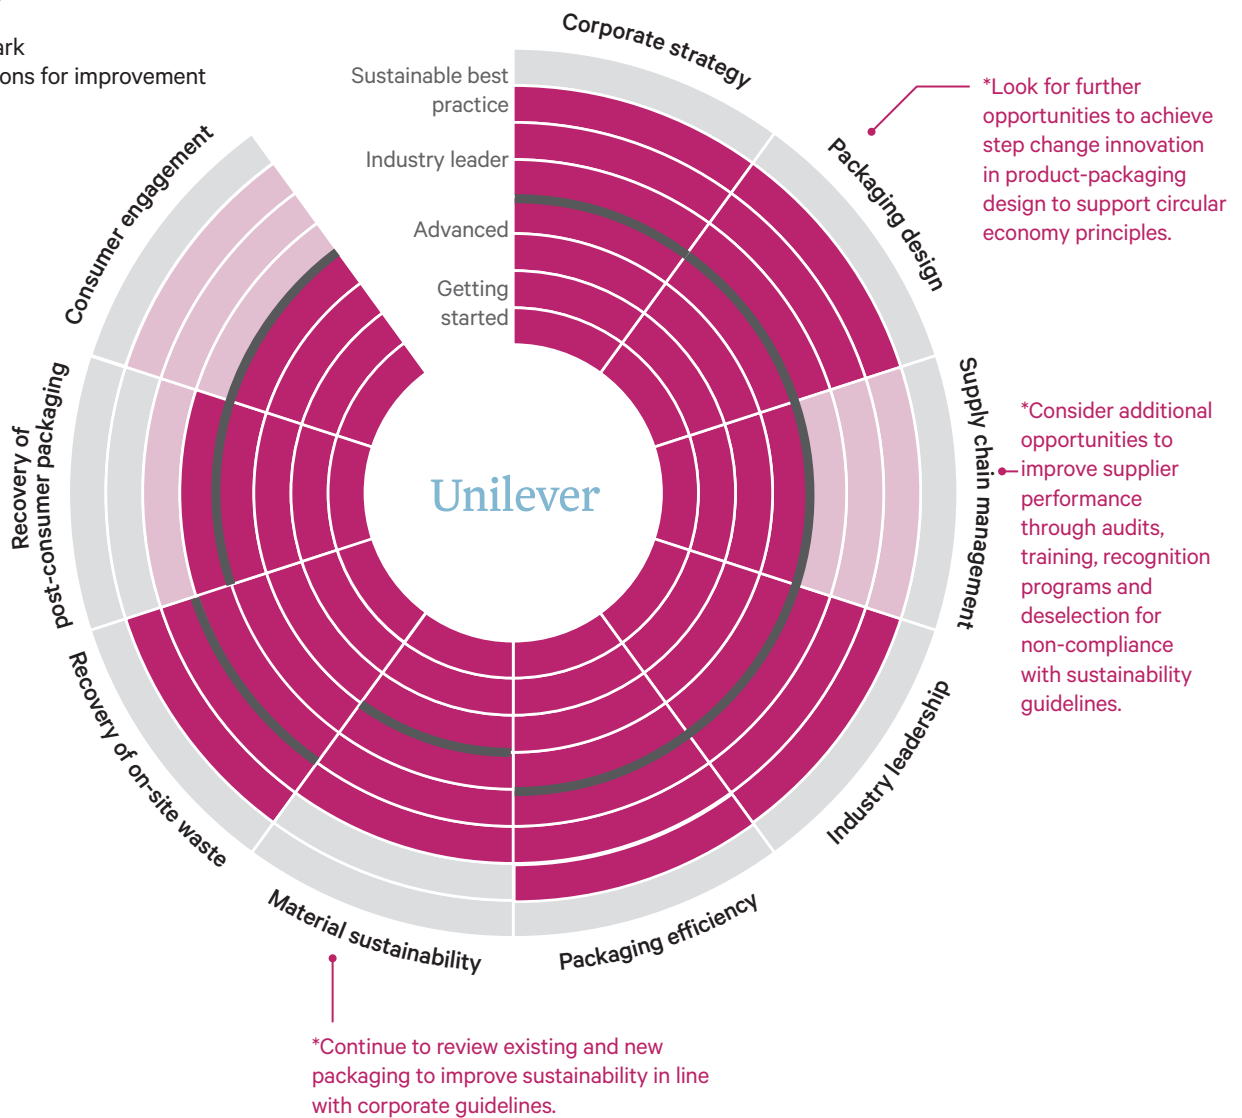 ons for improvement
Corporate strategy
Sustainable best
practice
Industry leader
Advanced
Getting
started
Packaging design
*Look for further
opportunities to achieve
step change innovation
in product-packaging
design to support circular
economy principles.
Supply chain management
*Consider additional
opportunities to
improve supplier
performance
through audits,
training, recognition
programs and
deselection for
non-compliance
with sustainability
guidelines.
Industry leadership
Packaging efficiency
Material sustainability
*Continue to review existing and new
packaging to improve sustainability in line
with corporate guidelines.
Recovery of on-site waste
Recovery of
post-consumer packaging
Consumer engagement
Unilever